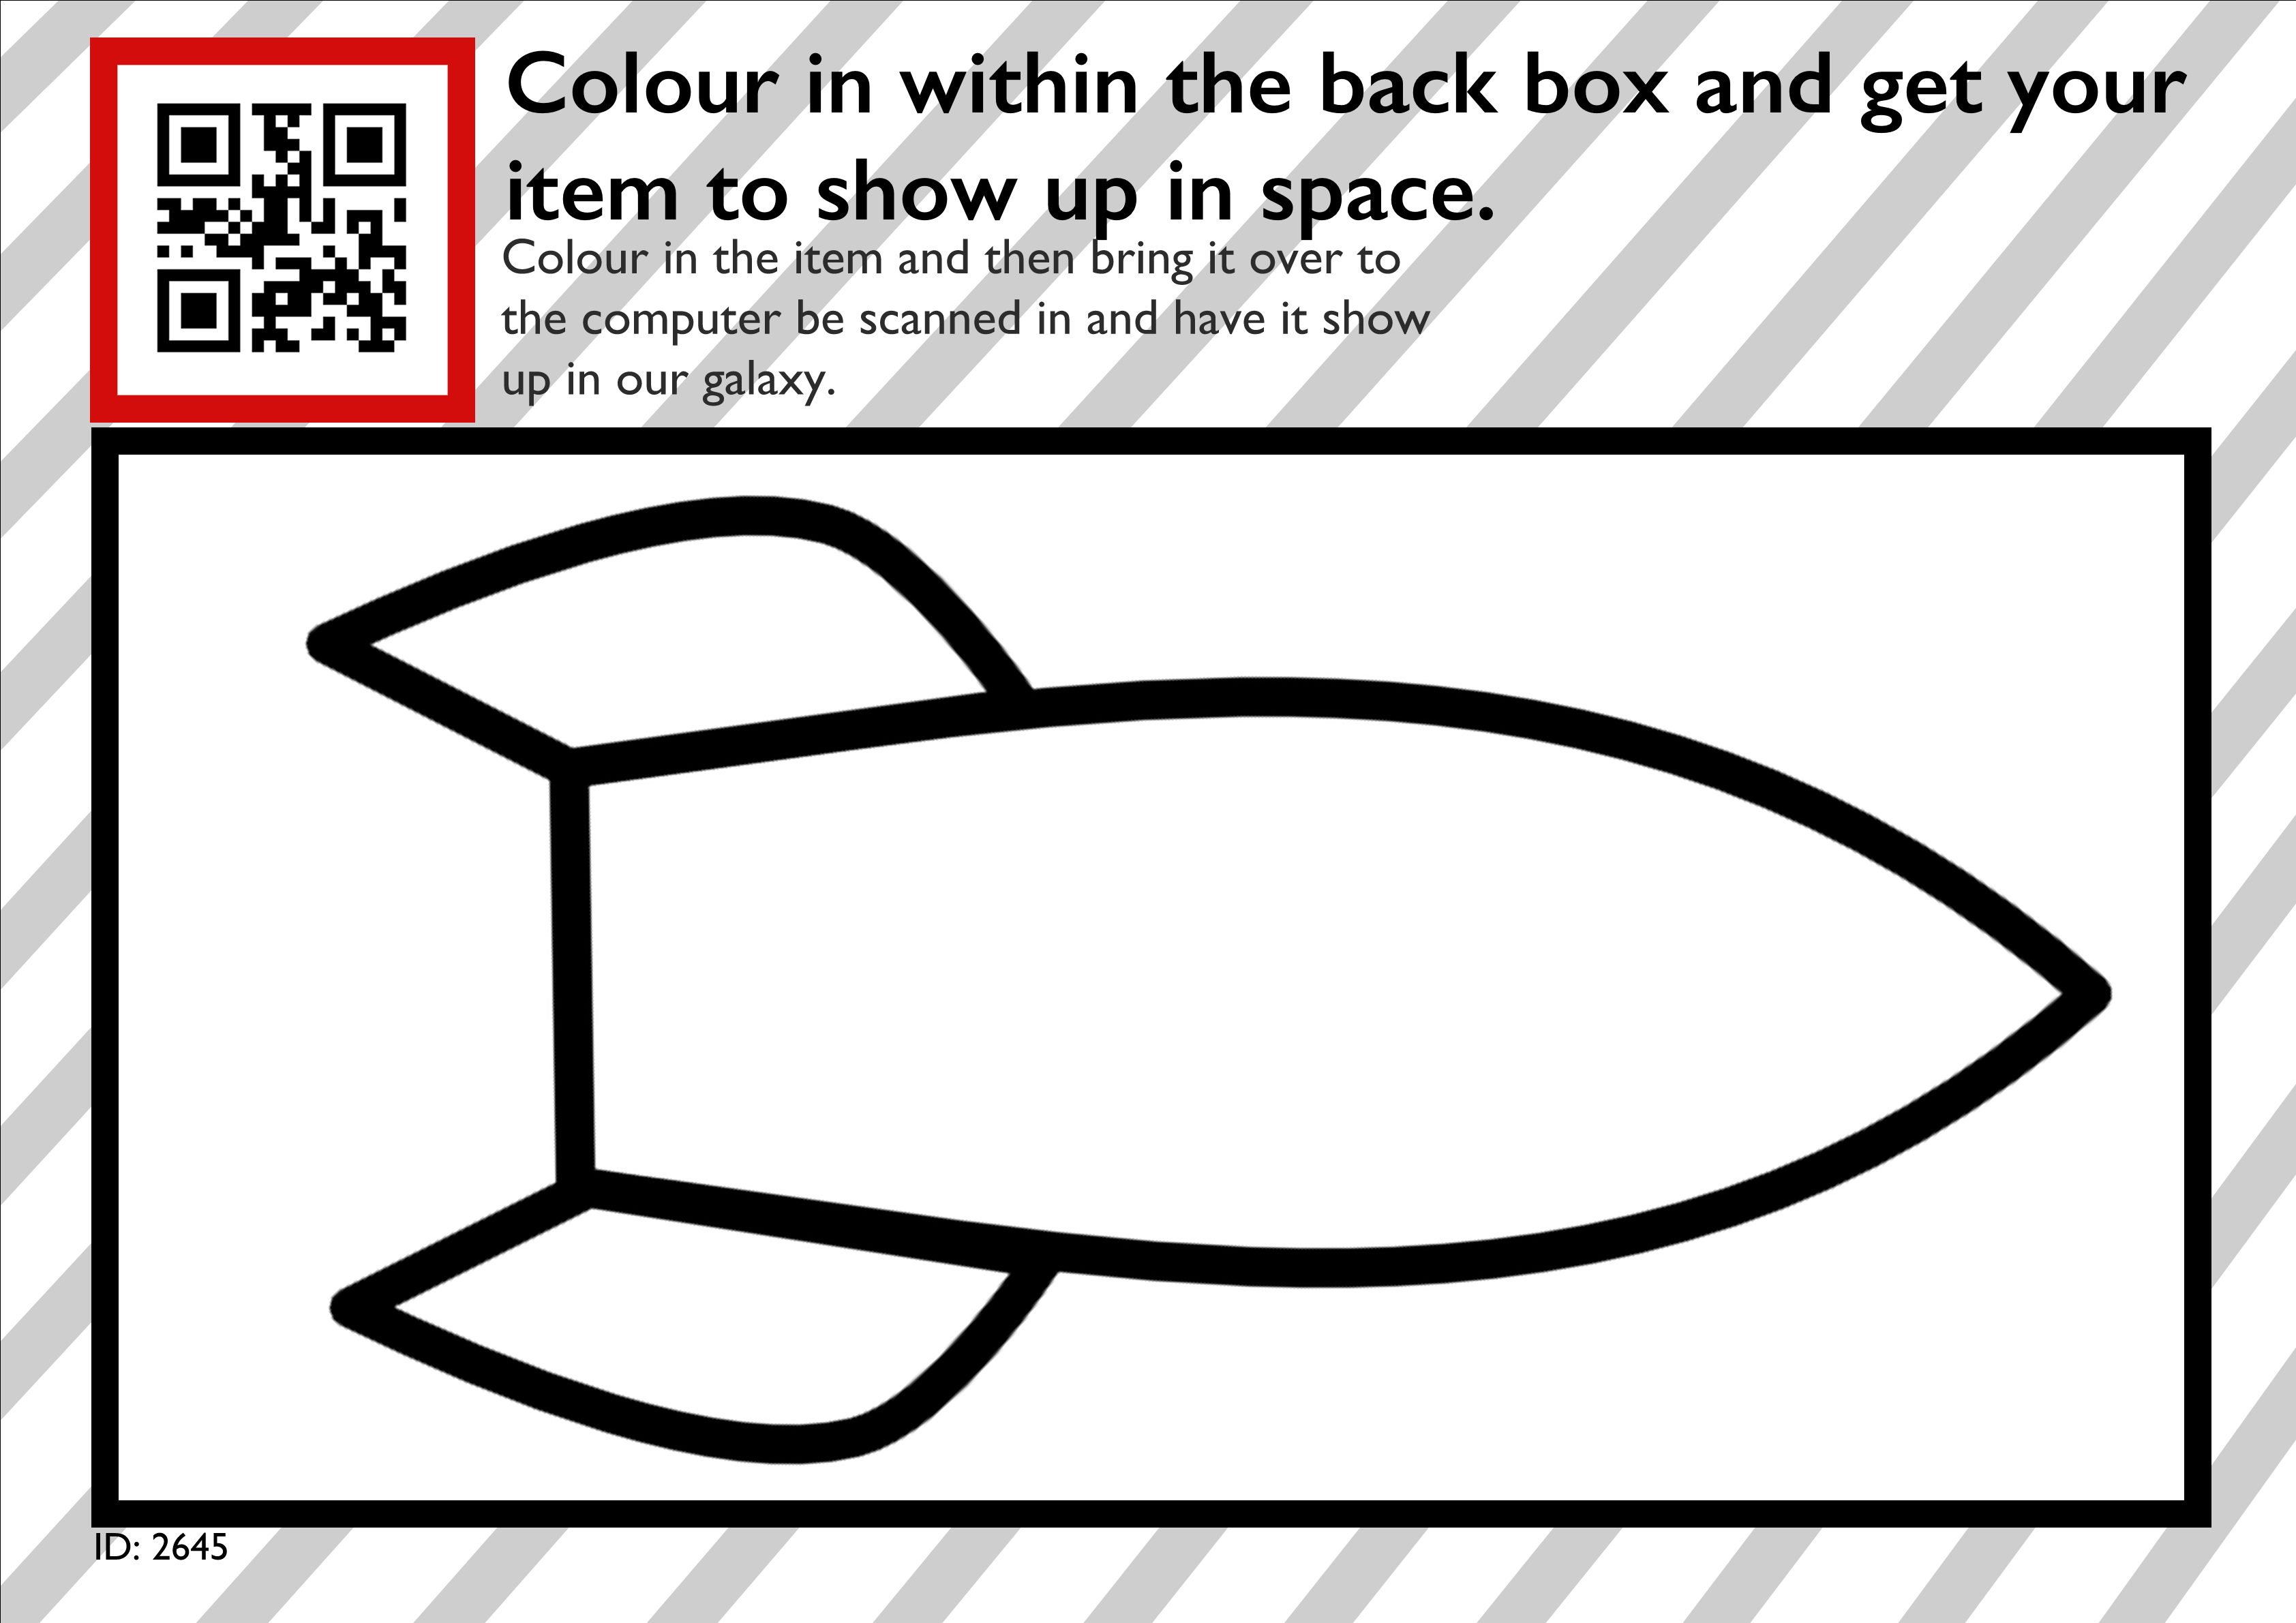 Colour in within the back box and get your
item to show up in space.
Colour in the item and then bring it over to
the computer be scanned in and have it show
up in our galaxy.
ID: 2645